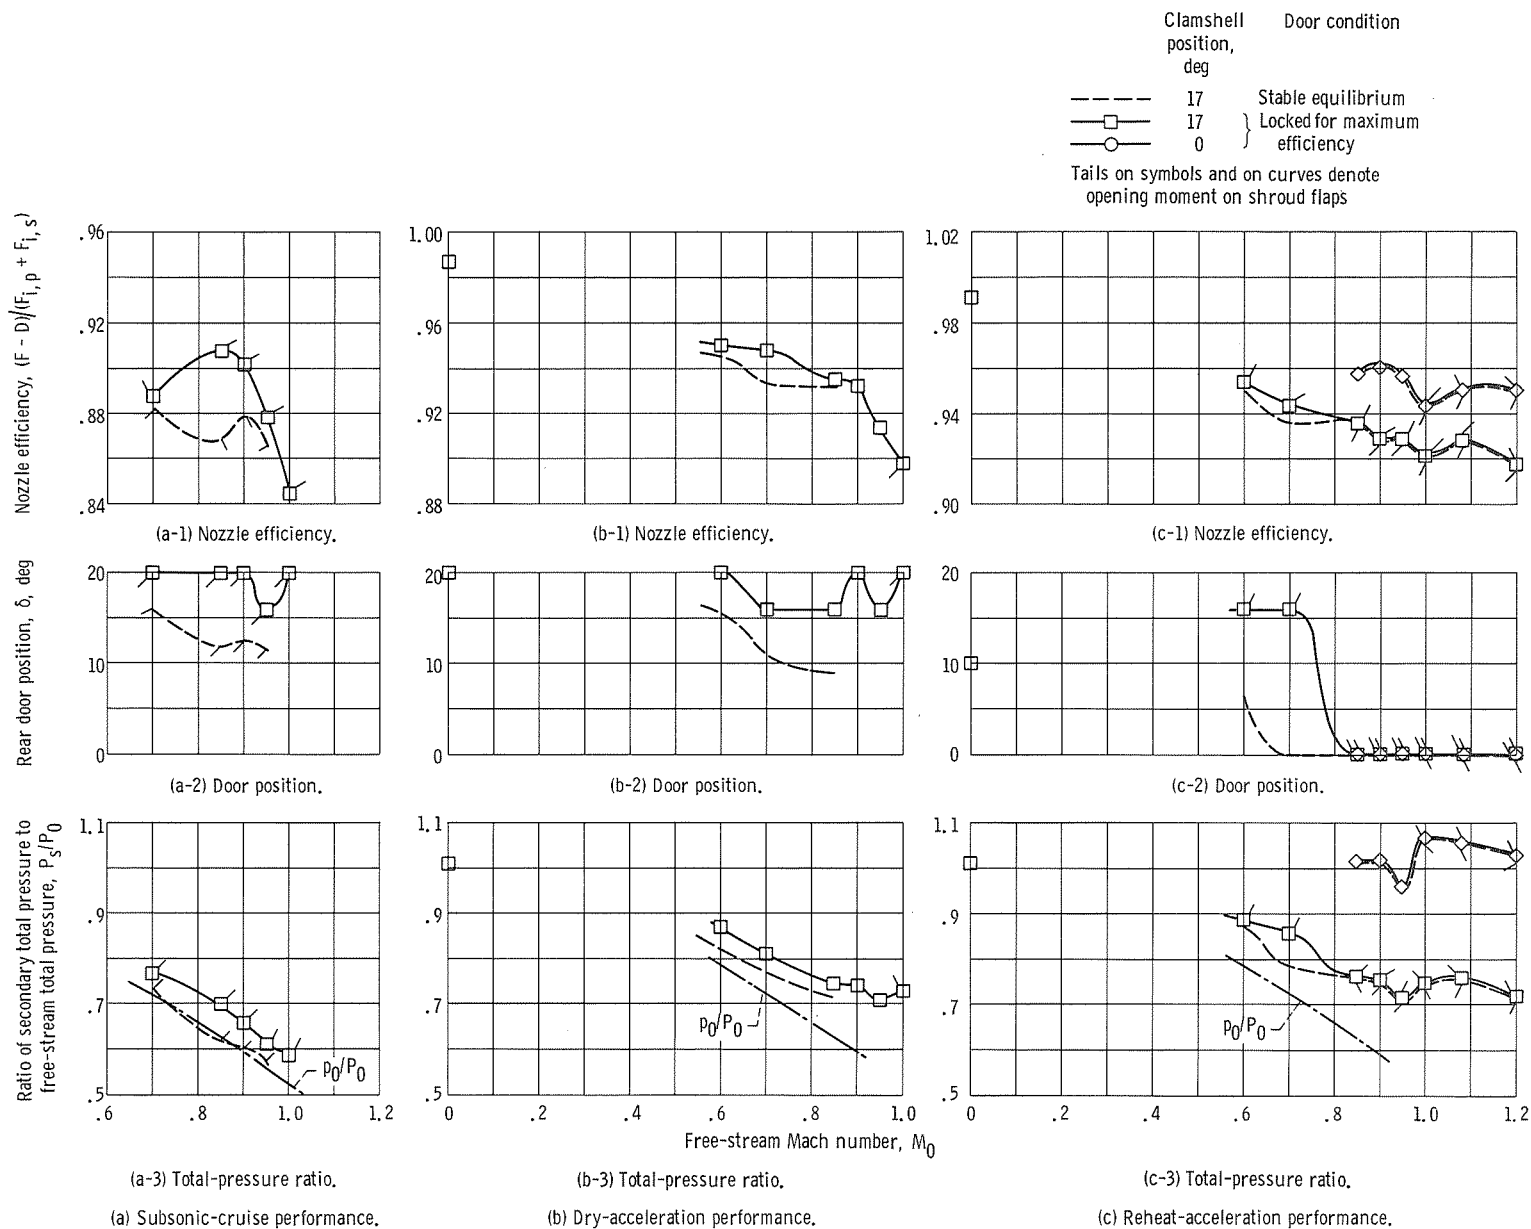 Clamshell Door condition
position,
deg
17 Stable equilibrium
17 Locked for maximum
0 efficiency
Tails on symbols and on curves denote
opening moment on shroud flaps
Nozzle efficiency, (F - D)/(F_i, p + F_i, s)
.96
.92
.88
.84
(a-1) Nozzle efficiency.
1.00
.96
.92
.88
(b-1) Nozzle efficiency.
1.02
.98
.94
.90
(c-1) Nozzle efficiency.
Rear door position, δ, deg
20
10
0
(a-2) Door position.
20
10
0
(b-2) Door position.
20
10
0
(c-2) Door position.
Ratio of secondary total pressure to
free-stream total pressure, P_s/P_0
1.1
.9
.7
.5
p_0/P_0
.6 .8 1.0 1.2
1.1
.9
.7
.5
p_0/P_0
0 .2 .4 .6 .8 1.0
1.1
.9
.7
.5
p_0/P_0
0 .2 .4 .6 .8 1.0 1.2
Free-stream Mach number, M_0
(a-3) Total-pressure ratio.
(b-3) Total-pressure ratio.
(c-3) Total-pressure ratio.
(a) Subsonic-cruise performance.
(b) Dry-acceleration performance.
(c) Reheat-acceleration performance.